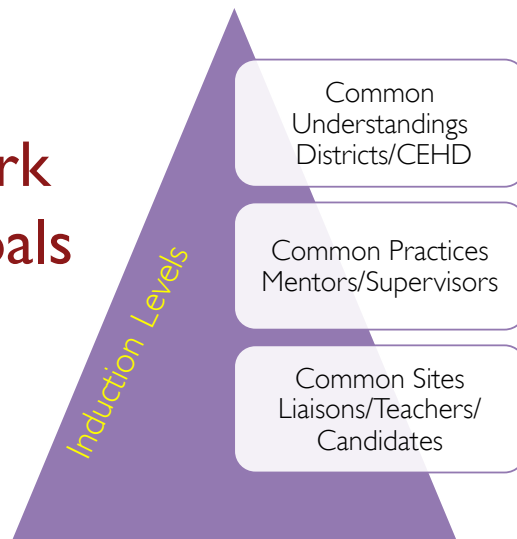 Induction Levels
Common
Understandings
Districts/CEHD
Common Practices
Mentors/Supervisors
Common Sites
Liaisons/Teachers/
Candidates